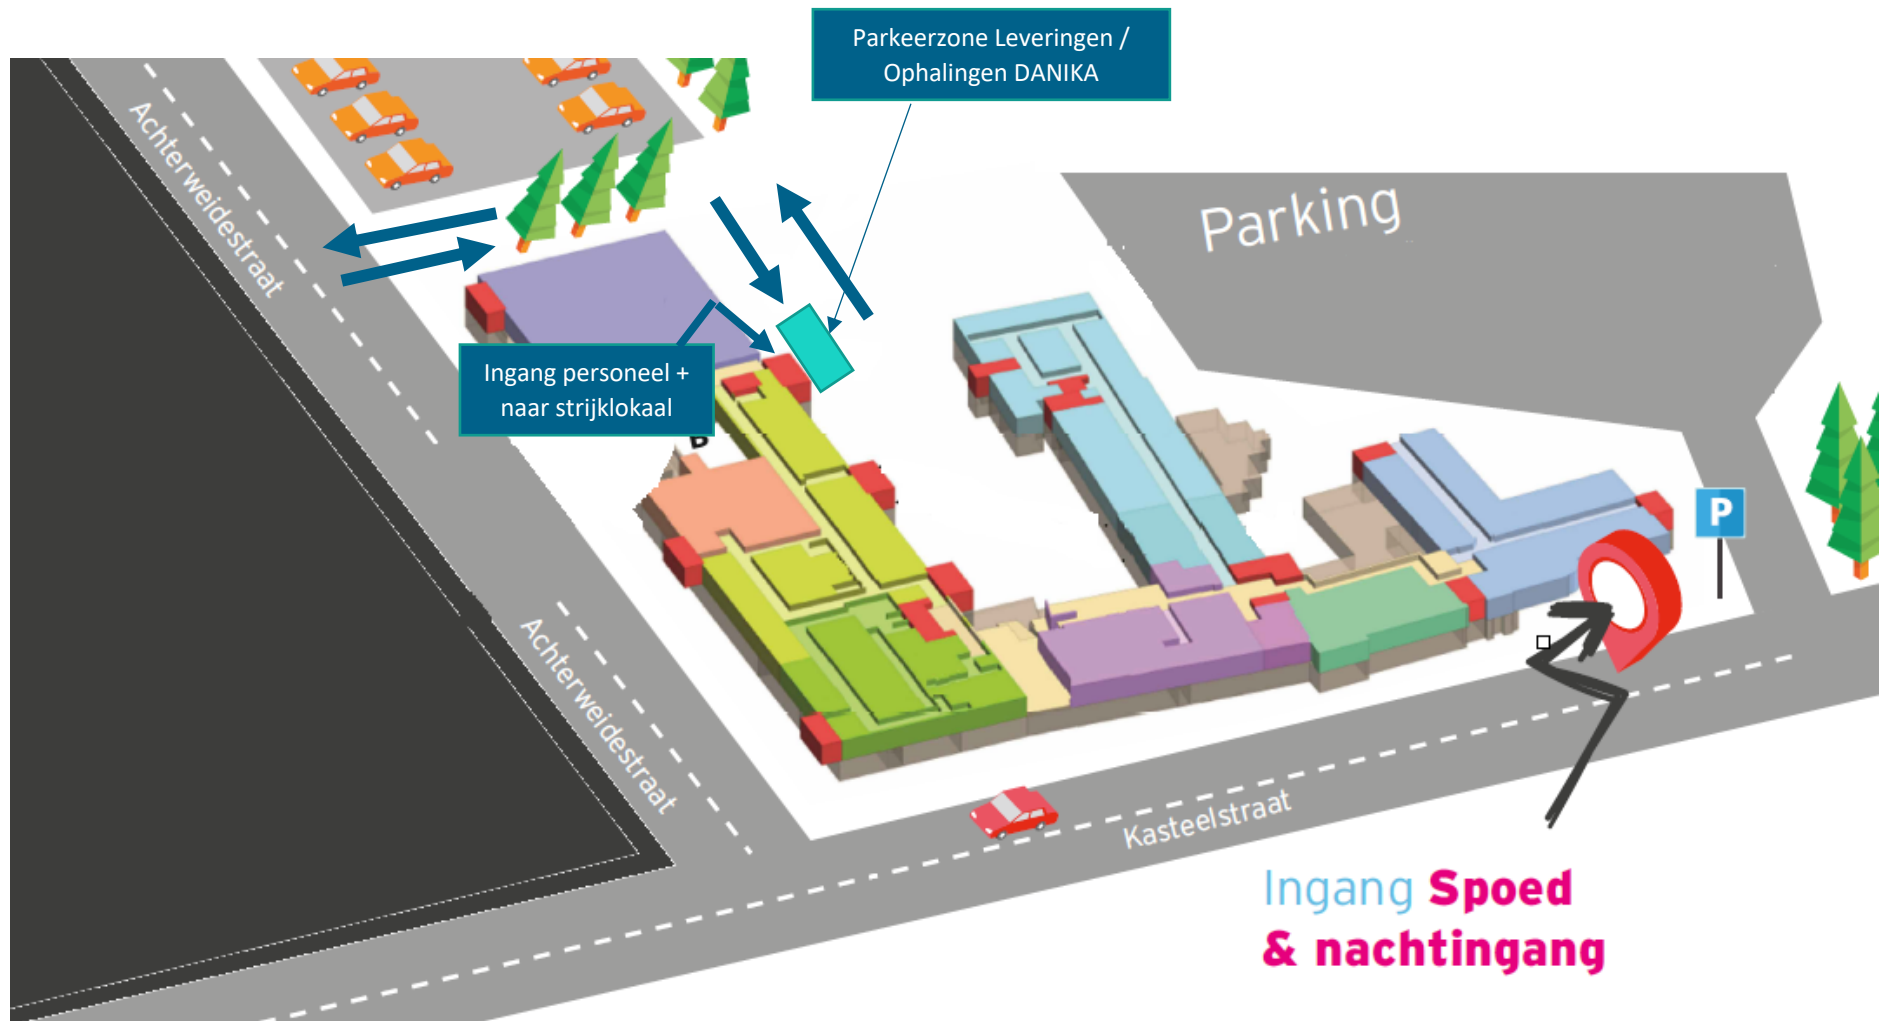 Parkeerzone Leveringen /
Ophalingen DANIKA
Achterweidestraat
Parking
Ingang personeel +
naar strijklokaal
B
P
Achterweidestraat
Kasteelstraat
Ingang Spoed
& nachtingang